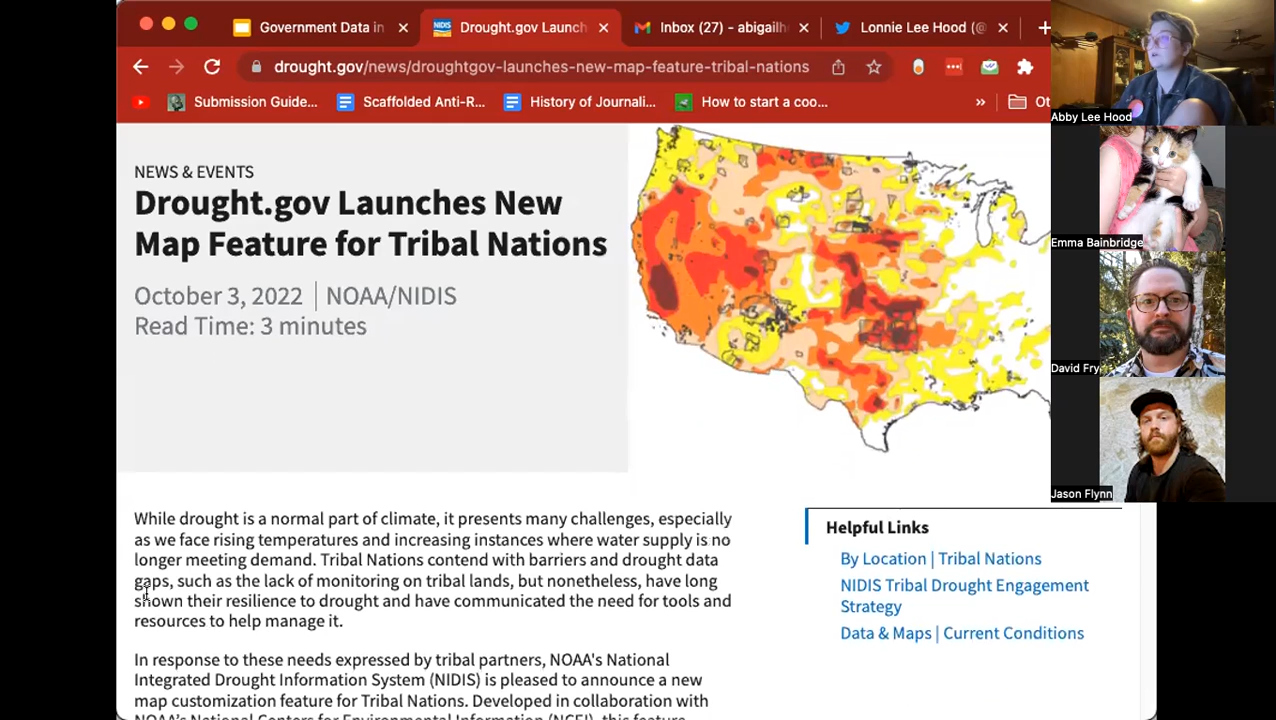 Government Data in
Drought.gov Launch
Inbox (27) - abigailh
Lonnie Lee Hood (@
drought.gov/news/droughtgov-launches-new-map-feature-tribal-nations
Submission Guide...
Scaffolded Anti-R...
History of Journali...
How to start a coo...
»
Ot
NEWS & EVENTS
Drought.gov Launches New
Map Feature for Tribal Nations
October 3, 2022 | NOAA/NIDIS
Read Time: 3 minutes
While drought is a normal part of climate, it presents many challenges, especially
as we face rising temperatures and increasing instances where water supply is no
longer meeting demand. Tribal Nations contend with barriers and drought data
gaps, such as the lack of monitoring on tribal lands, but nonetheless, have long
shown their resilience to drought and have communicated the need for tools and
resources to help manage it.
In response to these needs expressed by tribal partners, NOAA's National
Integrated Drought Information System (NIDIS) is pleased to announce a new
map customization feature for Tribal Nations. Developed in collaboration with
NOAA's National Centers for Environmental Information (NCEI), this feature
Helpful Links
By Location | Tribal Nations
NIDIS Tribal Drought Engagement
Strategy
Data & Maps | Current Conditions
Abby Lee Hood
Emma Bainbridge
David Fry
Jason Flynn